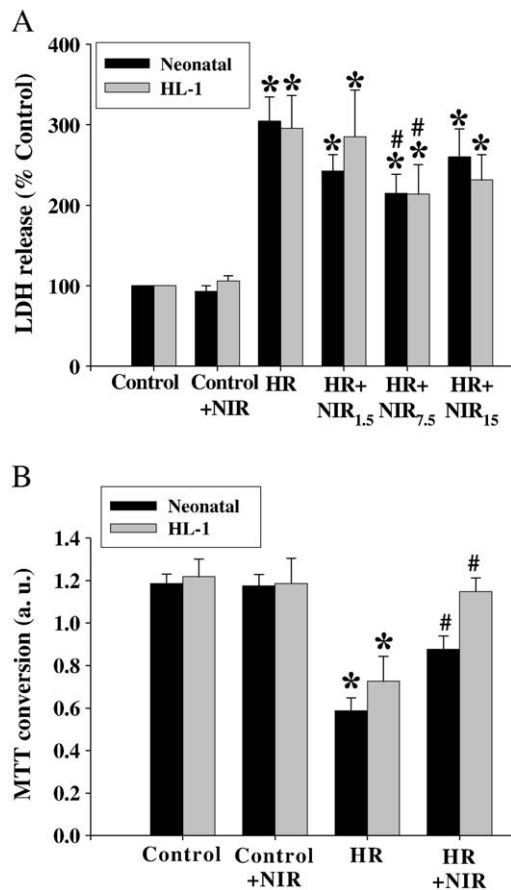 A
400
Neonatal
HL-1
300
200
100
0
LDH release (% Control)
* * * * # # * * * *
Control Control HR HR+ HR+ HR+
+NIR NIR1.5 NIR7.5 NIR15
B
Neonatal
HL-1
1.4
1.2
1.0
0.8
0.6
0.4
0.2
0.0
MTT conversion (a. u.)
* * # #
Control Control HR HR
+NIR +NIR